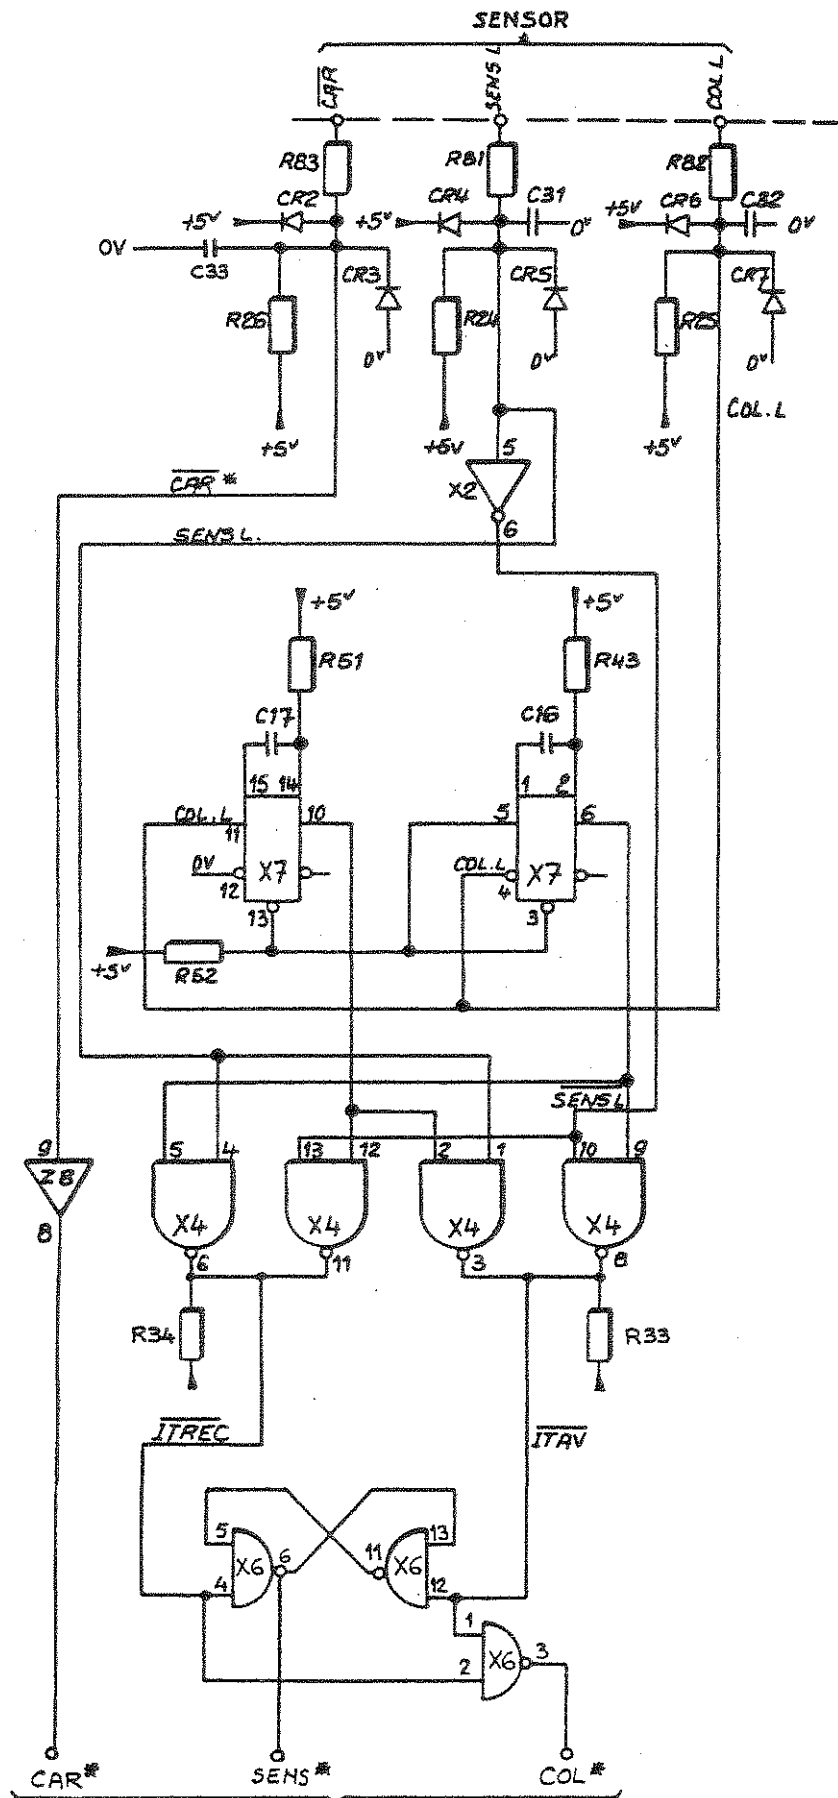 SENSOR
CAR SENS L COL L
R83 R81 R82
CR2 CR4 C31 CR6 C32
+5v +5v 0v +5v 0v
0V C33 CR3 CR5 CR7
R26 R24 R25
0v 0v 0v
COL.L
+5v +5v +5v
5
CAR* X2
6
SENS L.
+5v +5v
R51 R43
C17 C16
15 14 1 2
COL.L 11 10 5 6
0V 12 X7 COL.L 4 X7
13 3
+5v R52
SENS L
9 5 4 13 12 2 1 10 9
Z8
X4 X4 X4 X4
8 6 11 3 8
R34 R33
ITREC ITAV
5 13
X6 6 11 X6
4 12
1
X6 3
2
CAR* SENS* COL*